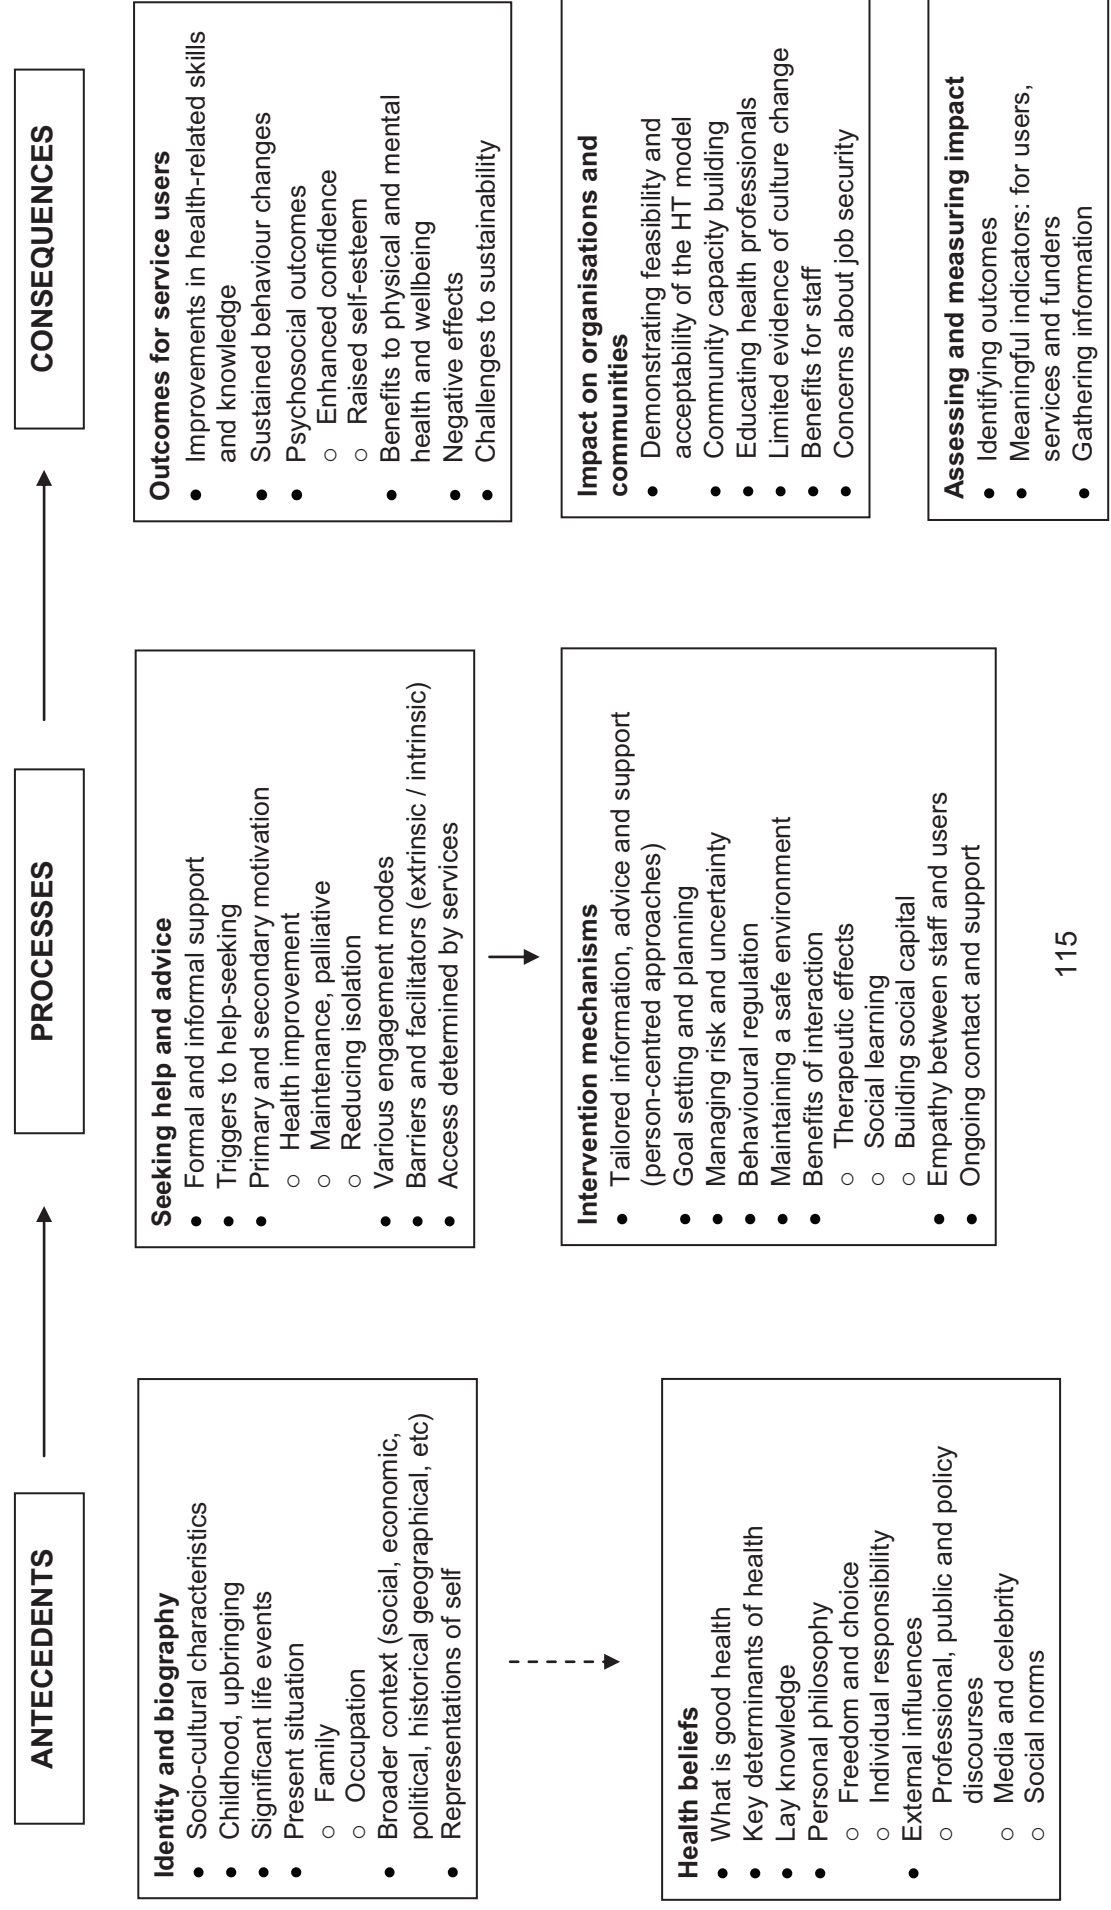 ANTECEDENTS
PROCESSES
CONSEQUENCES
Identity and biography
• Socio-cultural characteristics
• Childhood, upbringing
• Significant life events
• Present situation
○ Family
○ Occupation
• Broader context (social, economic,
political, historical geographical, etc)
• Representations of self
Health beliefs
• What is good health
• Key determinants of health
• Lay knowledge
• Personal philosophy
○ Freedom and choice
○ Individual responsibility
• External influences
○ Professional, public and policy
discourses
○ Media and celebrity
○ Social norms
Seeking help and advice
• Formal and informal support
• Triggers to help-seeking
• Primary and secondary motivation
○ Health improvement
○ Maintenance, palliative
○ Reducing isolation
• Various engagement modes
• Barriers and facilitators (extrinsic / intrinsic)
• Access determined by services
Intervention mechanisms
• Tailored information, advice and support
(person-centred approaches)
• Goal setting and planning
• Managing risk and uncertainty
• Behavioural regulation
• Maintaining a safe environment
• Benefits of interaction
○ Therapeutic effects
○ Social learning
○ Building social capital
• Empathy between staff and users
• Ongoing contact and support
Outcomes for service users
• Improvements in health-related skills
and knowledge
• Sustained behaviour changes
• Psychosocial outcomes
○ Enhanced confidence
○ Raised self-esteem
• Benefits to physical and mental
health and wellbeing
• Negative effects
• Challenges to sustainability
Impact on organisations and
communities
• Demonstrating feasibility and
acceptability of the HT model
• Community capacity building
• Educating health professionals
• Limited evidence of culture change
• Benefits for staff
• Concerns about job security
Assessing and measuring impact
• Identifying outcomes
• Meaningful indicators: for users,
services and funders
• Gathering information
115